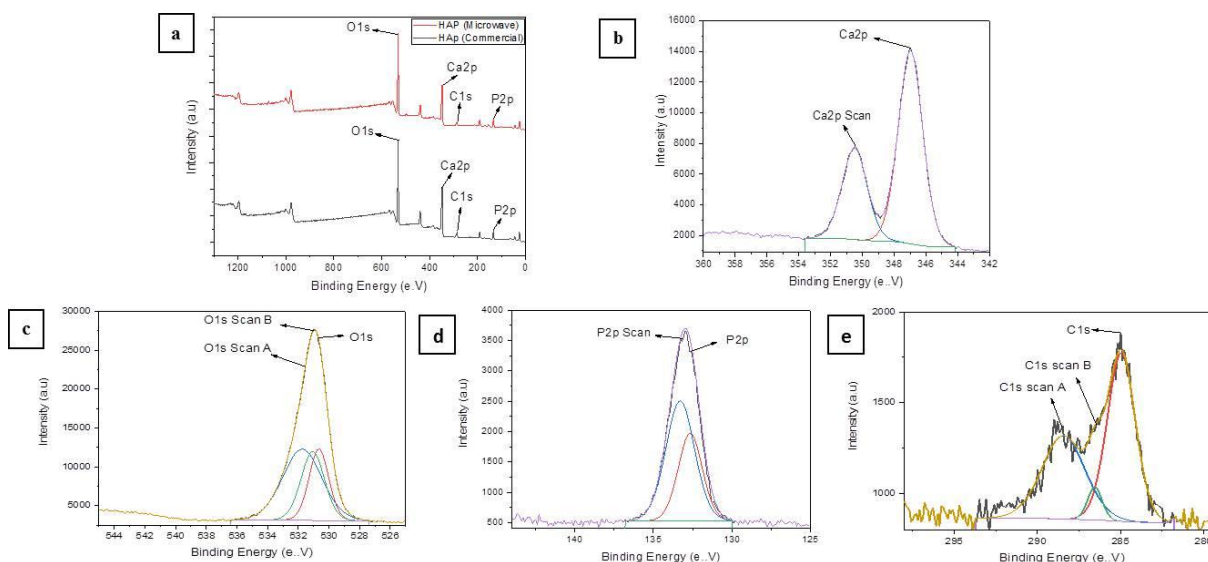 a
HAP (Microwave)
HAp (Commercial)
O1s
Ca2p
C1s
P2p
O1s
Ca2p
C1s
P2p
Intensity (a.u)
1200 1000 800 600 400 200 0
Binding Energy (e.V)
b
16000
14000
12000
10000
8000
6000
4000
2000
Ca2p
Ca2p Scan
Intensity (a.u)
360 358 356 354 352 350 348 346 344 342
Binding Energy (e..V)
c
30000
25000
20000
15000
10000
5000
O1s Scan B
O1s
O1s Scan A
Intensity (a.u)
544 542 540 538 536 534 532 530 528 526
Binding Energy (e..V)
d
4000
3500
3000
2500
2000
1500
1000
500
P2p Scan
P2p
Intensity (a.u)
140 135 130 125
Binding Energy (e..V)
e
2000
1500
1000
C1s
C1s scan B
C1s scan A
Intensity (a.u)
295 290 285 280
Binding Energy (e..V)